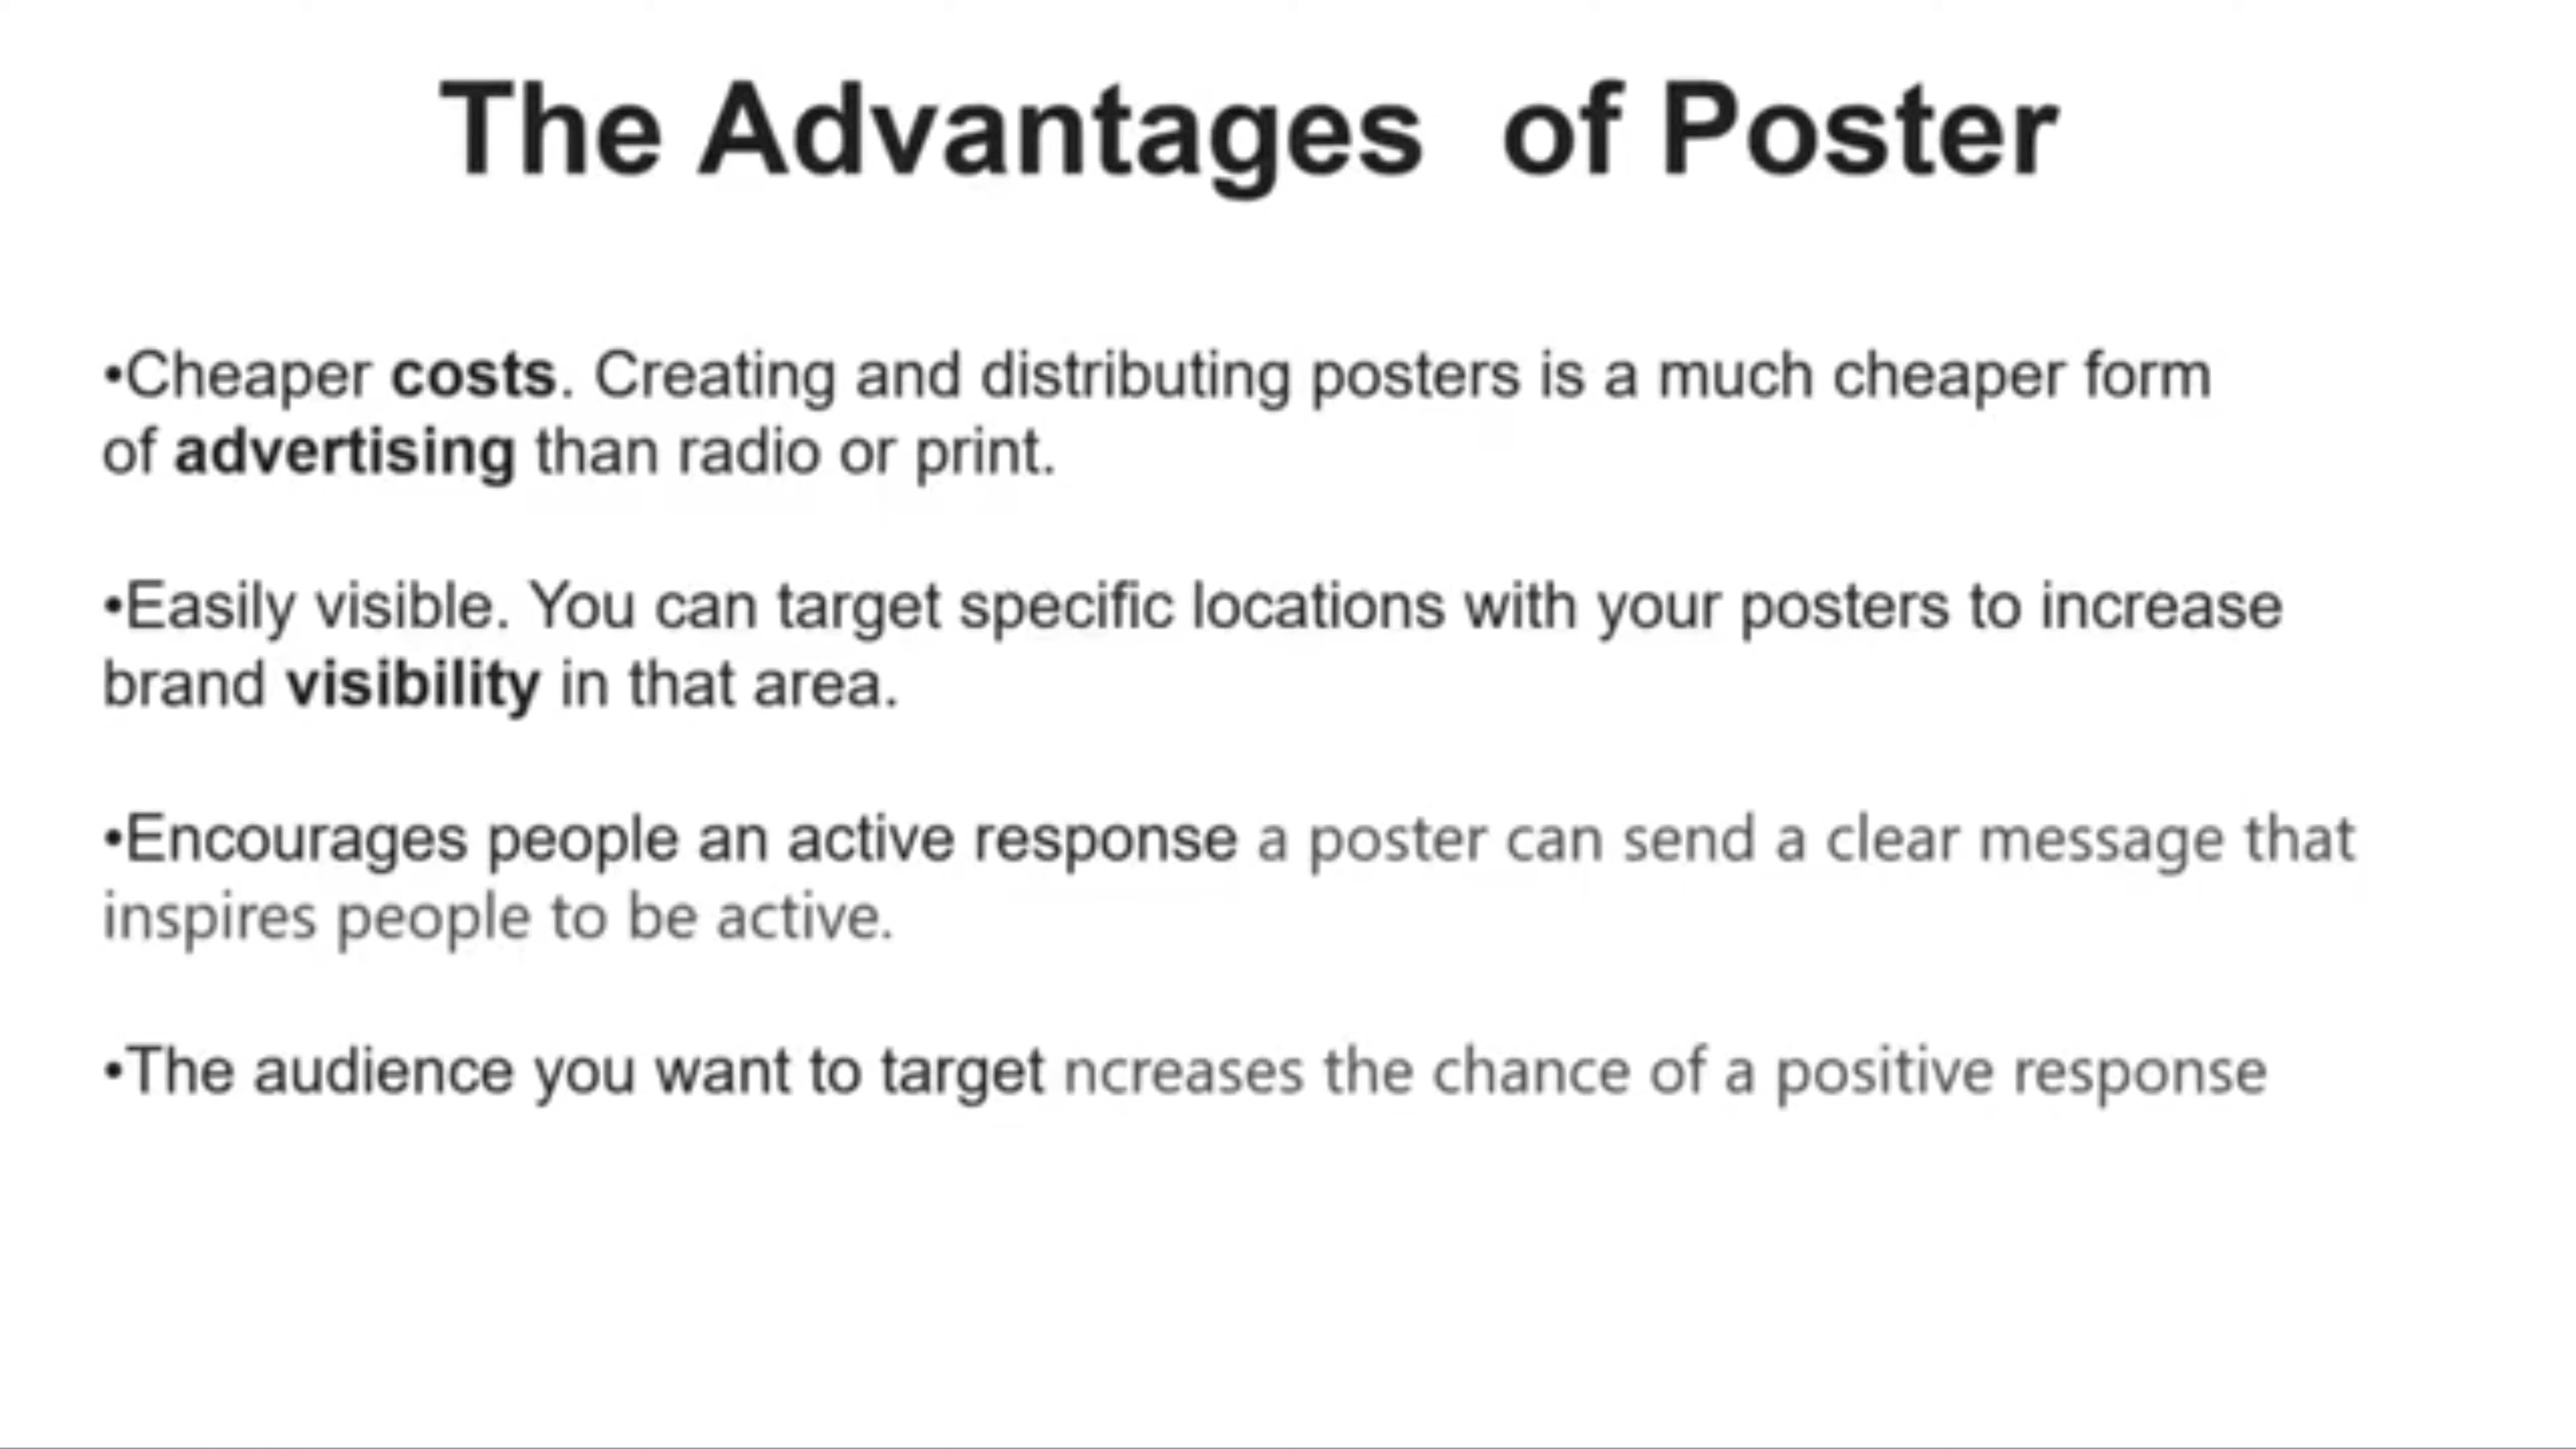 The Advantages  of Poster
•Cheaper costs. Creating and distributing posters is a much cheaper form
of advertising than radio or print.
•Easily visible. You can target specific locations with your posters to increase
brand visibility in that area.
•Encourages people an active response a poster can send a clear message that
inspires people to be active.
•The audience you want to target ncreases the chance of a positive response